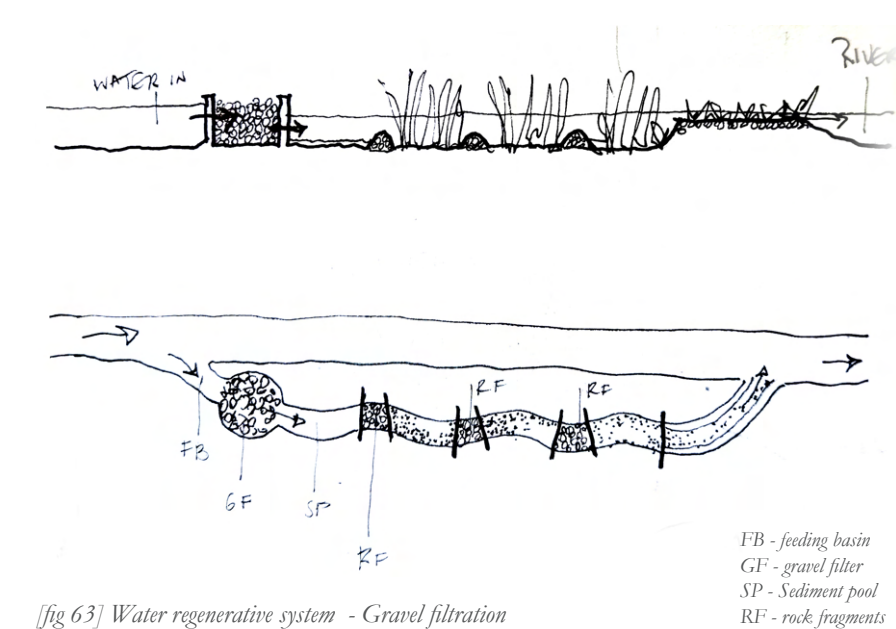 WATER IN
RIVER
RF
RF
FB
GF
SP
RF
FB - feeding basin
GF - gravel filter
SP - Sediment pool
RF - rock fragments
[fig 63] Water regenerative system - Gravel filtration